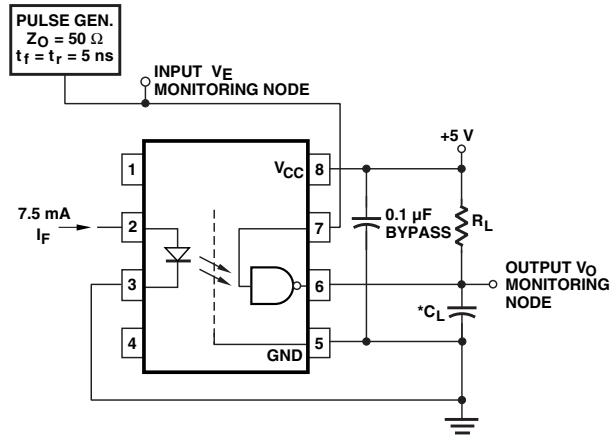 PULSE GEN.
Z_O = 50 Ω
t_f = t_r = 5 ns
INPUT V_E
MONITORING NODE
+5 V
1
V_CC
8
7.5 mA
I_F
2
7
0.1 µF
BYPASS
R_L
3
6
OUTPUT V_O
MONITORING
NODE
*C_L
4
GND
5